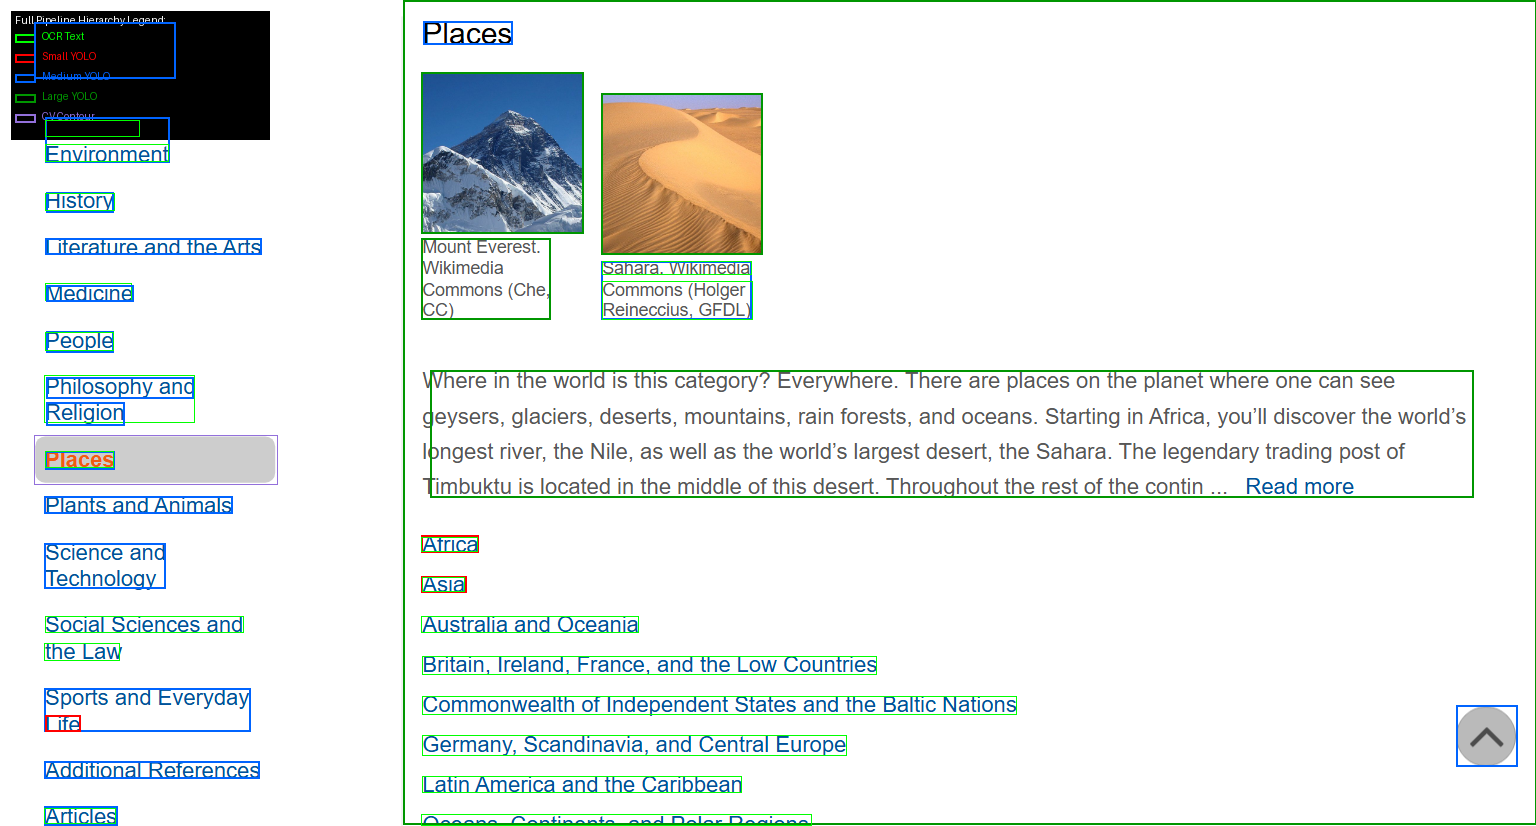 Full Pipeline Hierarchy Legend:
OCR Text
Small YOLO
Medium YOLO
Large YOLO
CV Contour
Environment
History
Literature and the Arts
Medicine
People
Philosophy and
Religion
Places
Plants and Animals
Science and
Technology
Social Sciences and
the Law
Sports and Everyday
Life
Additional References
Articles
Places
Mount Everest.
Wikimedia
Commons (Che,
CC)
Sahara. Wikimedia
Commons (Holger
Reineccius, GFDL)
Where in the world is this category? Everywhere. There are places on the planet where one can see
geysers, glaciers, deserts, mountains, rain forests, and oceans. Starting in Africa, you’ll discover the world’s
longest river, the Nile, as well as the world’s largest desert, the Sahara. The legendary trading post of
Timbuktu is located in the middle of this desert. Throughout the rest of the contin ... Read more
Africa
Asia
Australia and Oceania
Britain, Ireland, France, and the Low Countries
Commonwealth of Independent States and the Baltic Nations
Germany, Scandinavia, and Central Europe
Latin America and the Caribbean
Oceans, Continents, and Polar Regions